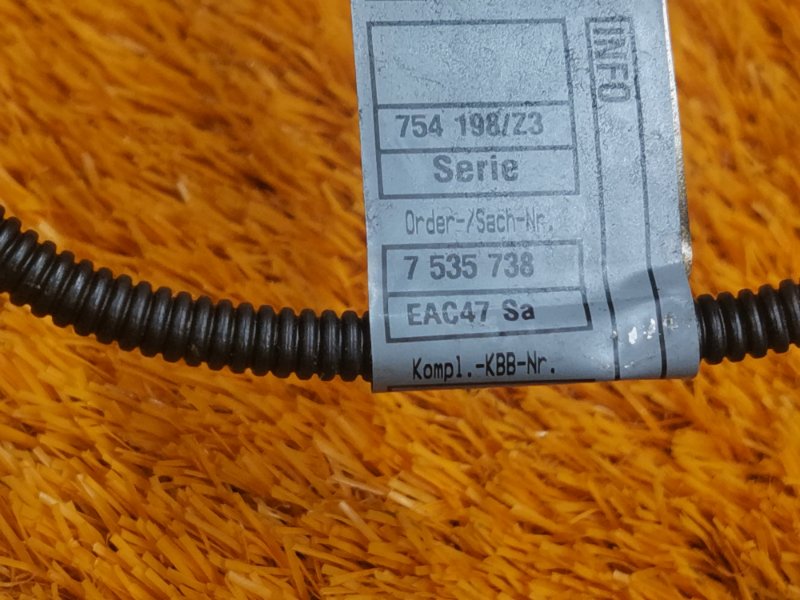 INFO
754 198/Z3
Serie
Order-/Sach-Nr.
7 535 738
EAC47 Sa
Kompl.-KBB-Nr.